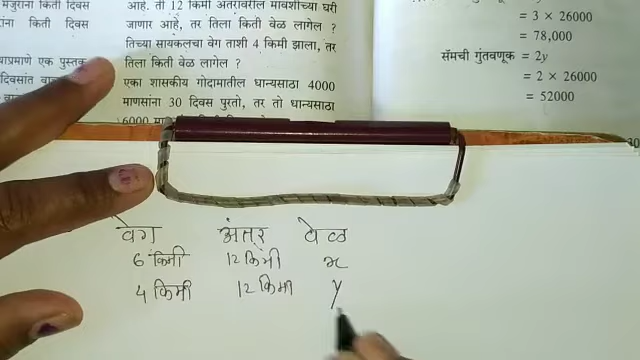 मजुरांना किती दिवस
किती दिवस
याप्रमाणे एक पुस्तक
दिवसांत
आहे. ती 12 किमी अंतरावरील मावशीच्या घरी
जाणार आहे, तर तिला किती वेळ लागेल ?
तिच्या सायकलचा वेग ताशी 4 किमी झाला, तर
तिला किती वेळ लागेल ?
एका शासकीय गोदामातील धान्यसाठा 4000
माणसांना 30 दिवस पुरतो, तर तो धान्यसाठा
6000
= 3 × 26000
= 78,000
सॅमची गुंतवणूक = 2y
= 2 × 26000
= 52000
30
वेग अंतर वेळ
6 किमी 12 किमी x
4 किमी 12 किमी y